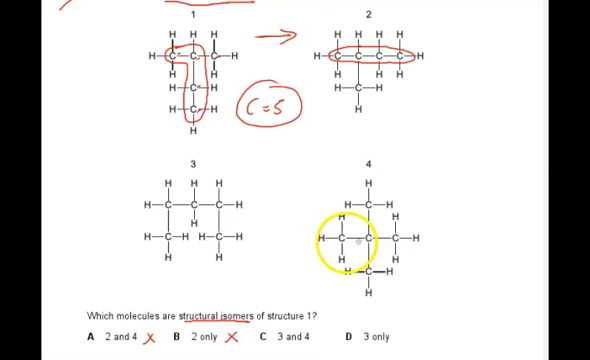 1 2
H H H H H H H
H—C—C—C—H H—C—C—C—C—H
H H H H H
H—C—H H—C—H
H—C—H H
H
C=5
3 4
H H H H
H—C—C—C—H H—C—H
H H H
H—C—H H—C—H H—C—C—C—H
H H H H
H—C—H
H
Which molecules are structural isomers of structure 1?
A 2 and 4 X B 2 only X C 3 and 4 D 3 only